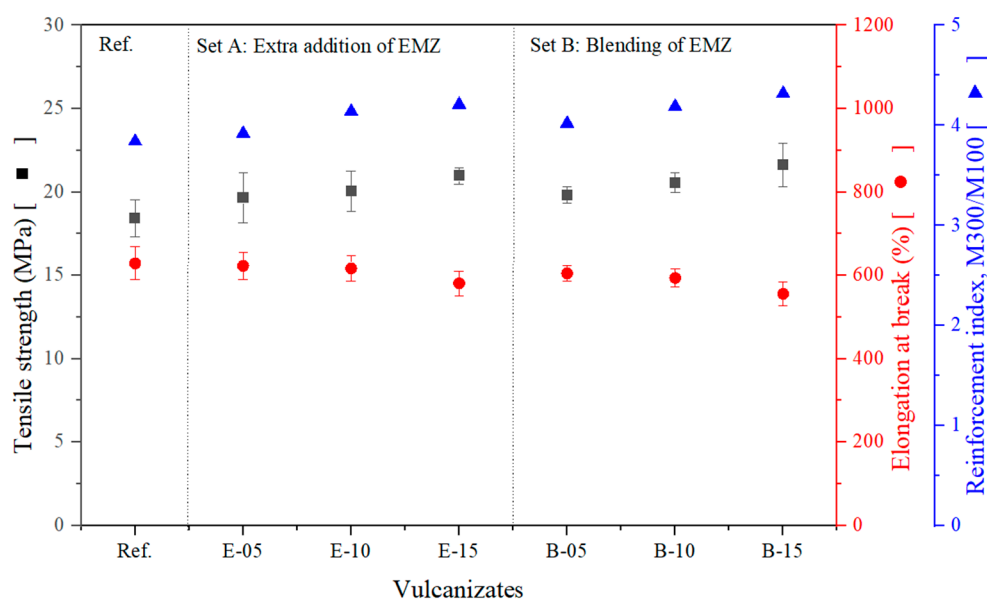 Ref.
Set A: Extra addition of EMZ
Set B: Blending of EMZ
30
25
20
15
10
5
0
Tensile strength (MPa) [ ■ ]
1200
1000
800
600
400
200
0
Elongation at break (%) [ ● ]
5
4
3
2
1
0
Reinforcement index, M300/M100 [ ▲ ]
Ref.
E-05
E-10
E-15
B-05
B-10
B-15
Vulcanizates